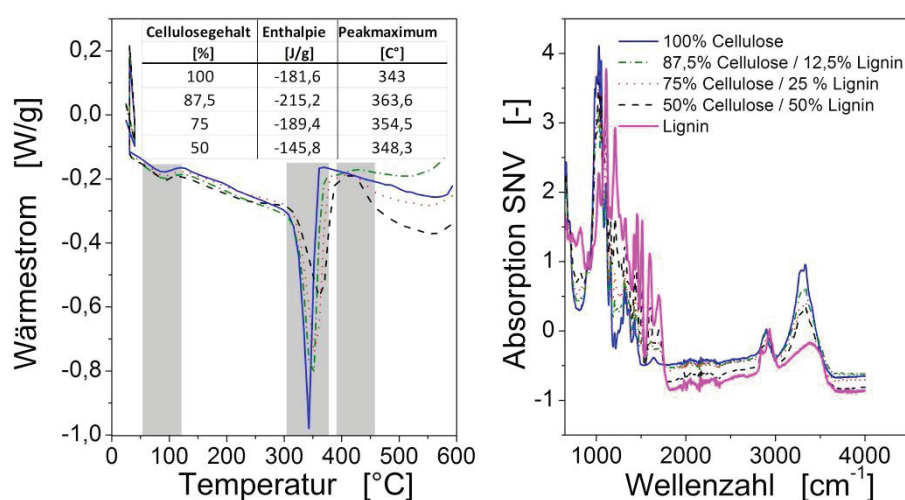 Cellulosegehalt Enthalpie Peakmaximum
[%] [J/g] [C°]
100 -181,6 343
87,5 -215,2 363,6
75 -189,4 354,5
50 -145,8 348,3
0,2
0,0
-0,2
-0,4
-0,6
-0,8
-1,0
Wärmestrom [W/g]
0 100 200 300 400 500 600
Temperatur [°C]
100% Cellulose
87,5% Cellulose / 12,5% Lignin
75% Cellulose / 25 % Lignin
50% Cellulose / 50% Lignin
Lignin
4
3
2
1
0
-1
Absorption SNV [-]
1000 2000 3000 4000
Wellenzahl [cm⁻¹]